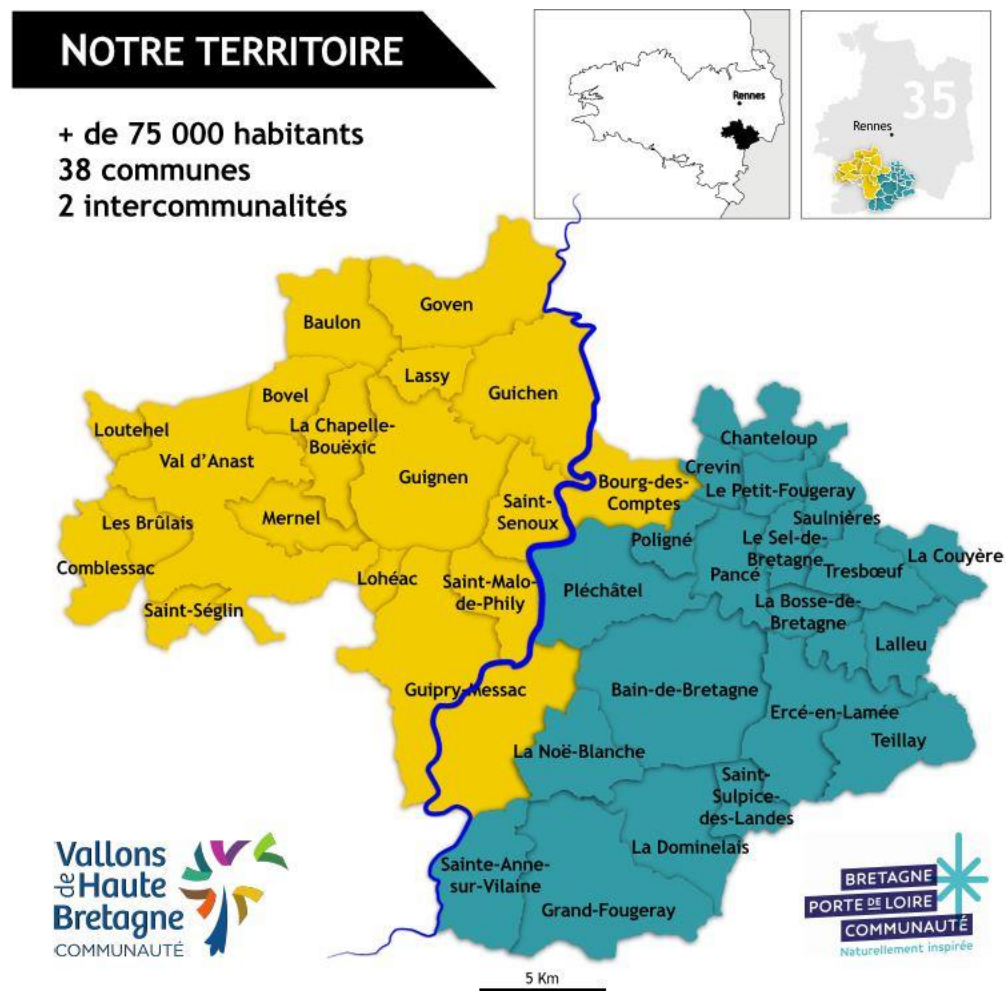 NOTRE TERRITOIRE
+ de 75 000 habitants
38 communes
2 intercommunalités
Rennes
35
Rennes
Goven
Baulon
Lassy
Guichen
Bovel
La Chapelle-
Bouëxic
Loutehel
Val d'Anast
Guignen
Saint-
Senoux
Bourg-des-
Comptes
Chanteloup
Crevin
Le Petit-Fougeray
Les Brûlais
Mernel
Saulnières
Poligné
Le Sel-de-
Bretagne
La Couyère
Comblessac
Lohéac
Saint-Malo-
de-Phily
Pléchâtel
Pancé
Tresbœuf
Saint-Séglin
La Bosse-de-
Bretagne
Lalleu
Guipry-Messac
Bain-de-Bretagne
Ercé-en-Lamée
Teillay
La Noë-Blanche
Saint-
Sulpice-
des-Landes
La Dominelais
Sainte-Anne-
sur-Vilaine
Grand-Fougeray
Vallons
de Haute
Bretagne
COMMUNAUTÉ
BRETAGNE
PORTE DE LOIRE
COMMUNAUTÉ
Naturellement inspirée
5 Km